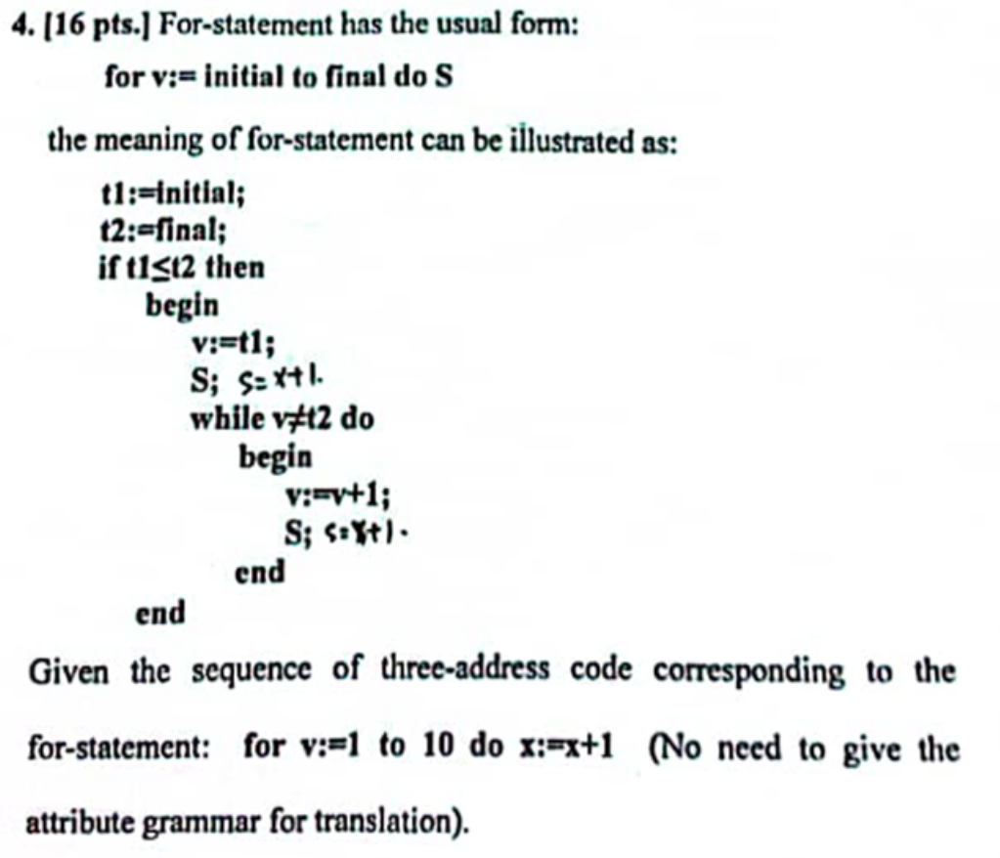 4. [16 pts.] For-statement has the usual form:
for v:= initial to final do S
the meaning of for-statement can be illustrated as:
t1:=initial;
t2:=final;
if t1≤t2 then
begin
v:=t1;
S; S=x+1.
while v≠t2 do
begin
v:=v+1;
S; S=x+1.
end
end
Given the sequence of three-address code corresponding to the
for-statement: for v:=1 to 10 do x:=x+1 (No need to give the
attribute grammar for translation).